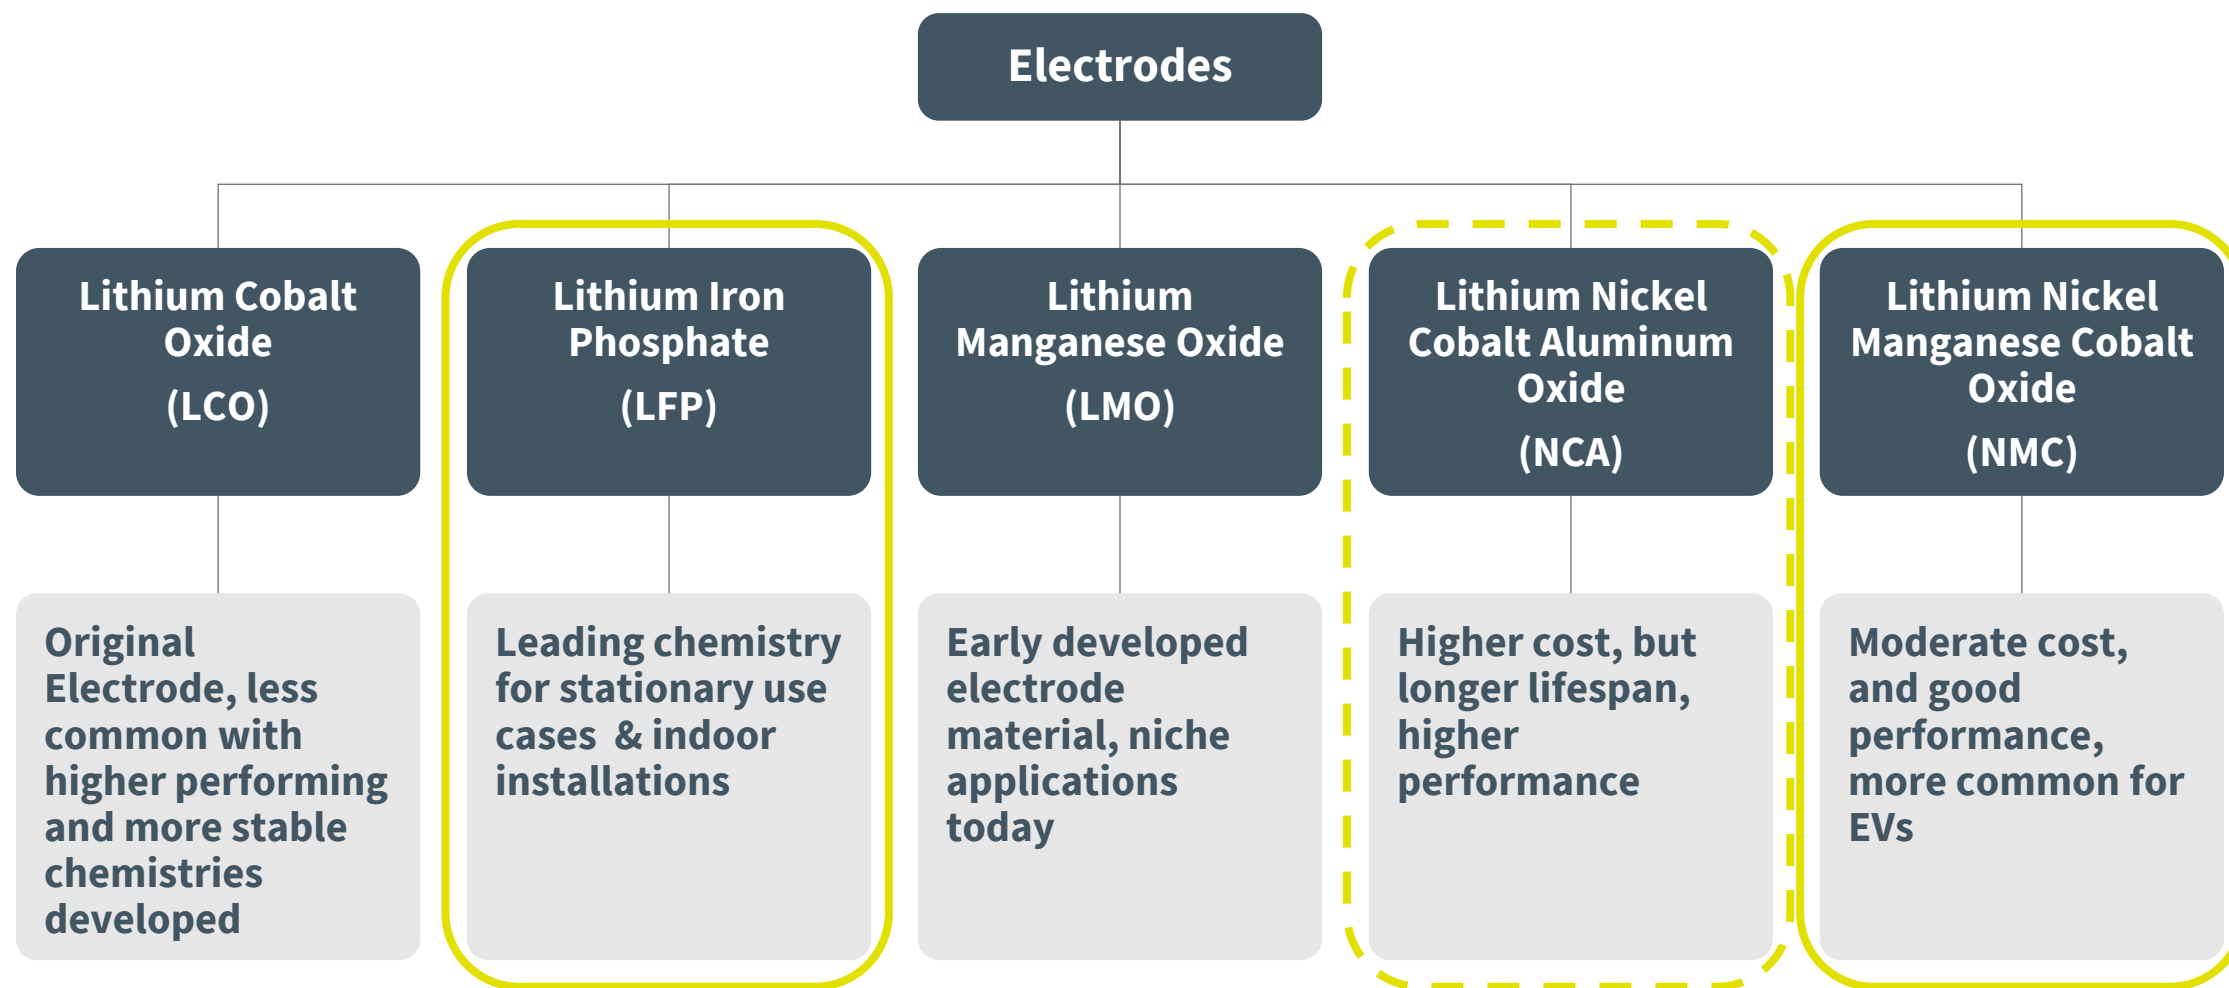 Electrodes
Lithium Cobalt
Oxide
(LCO)
Lithium Iron
Phosphate
(LFP)
Lithium
Manganese Oxide
(LMO)
Lithium Nickel
Cobalt Aluminum
Oxide
(NCA)
Lithium Nickel
Manganese Cobalt
Oxide
(NMC)
Original
Electrode, less
common with
higher performing
and more stable
chemistries
developed
Leading chemistry
for stationary use
cases  & indoor
installations
Early developed
electrode
material, niche
applications
today
Higher cost, but
longer lifespan,
higher
performance
Moderate cost,
and good
performance,
more common for
EVs